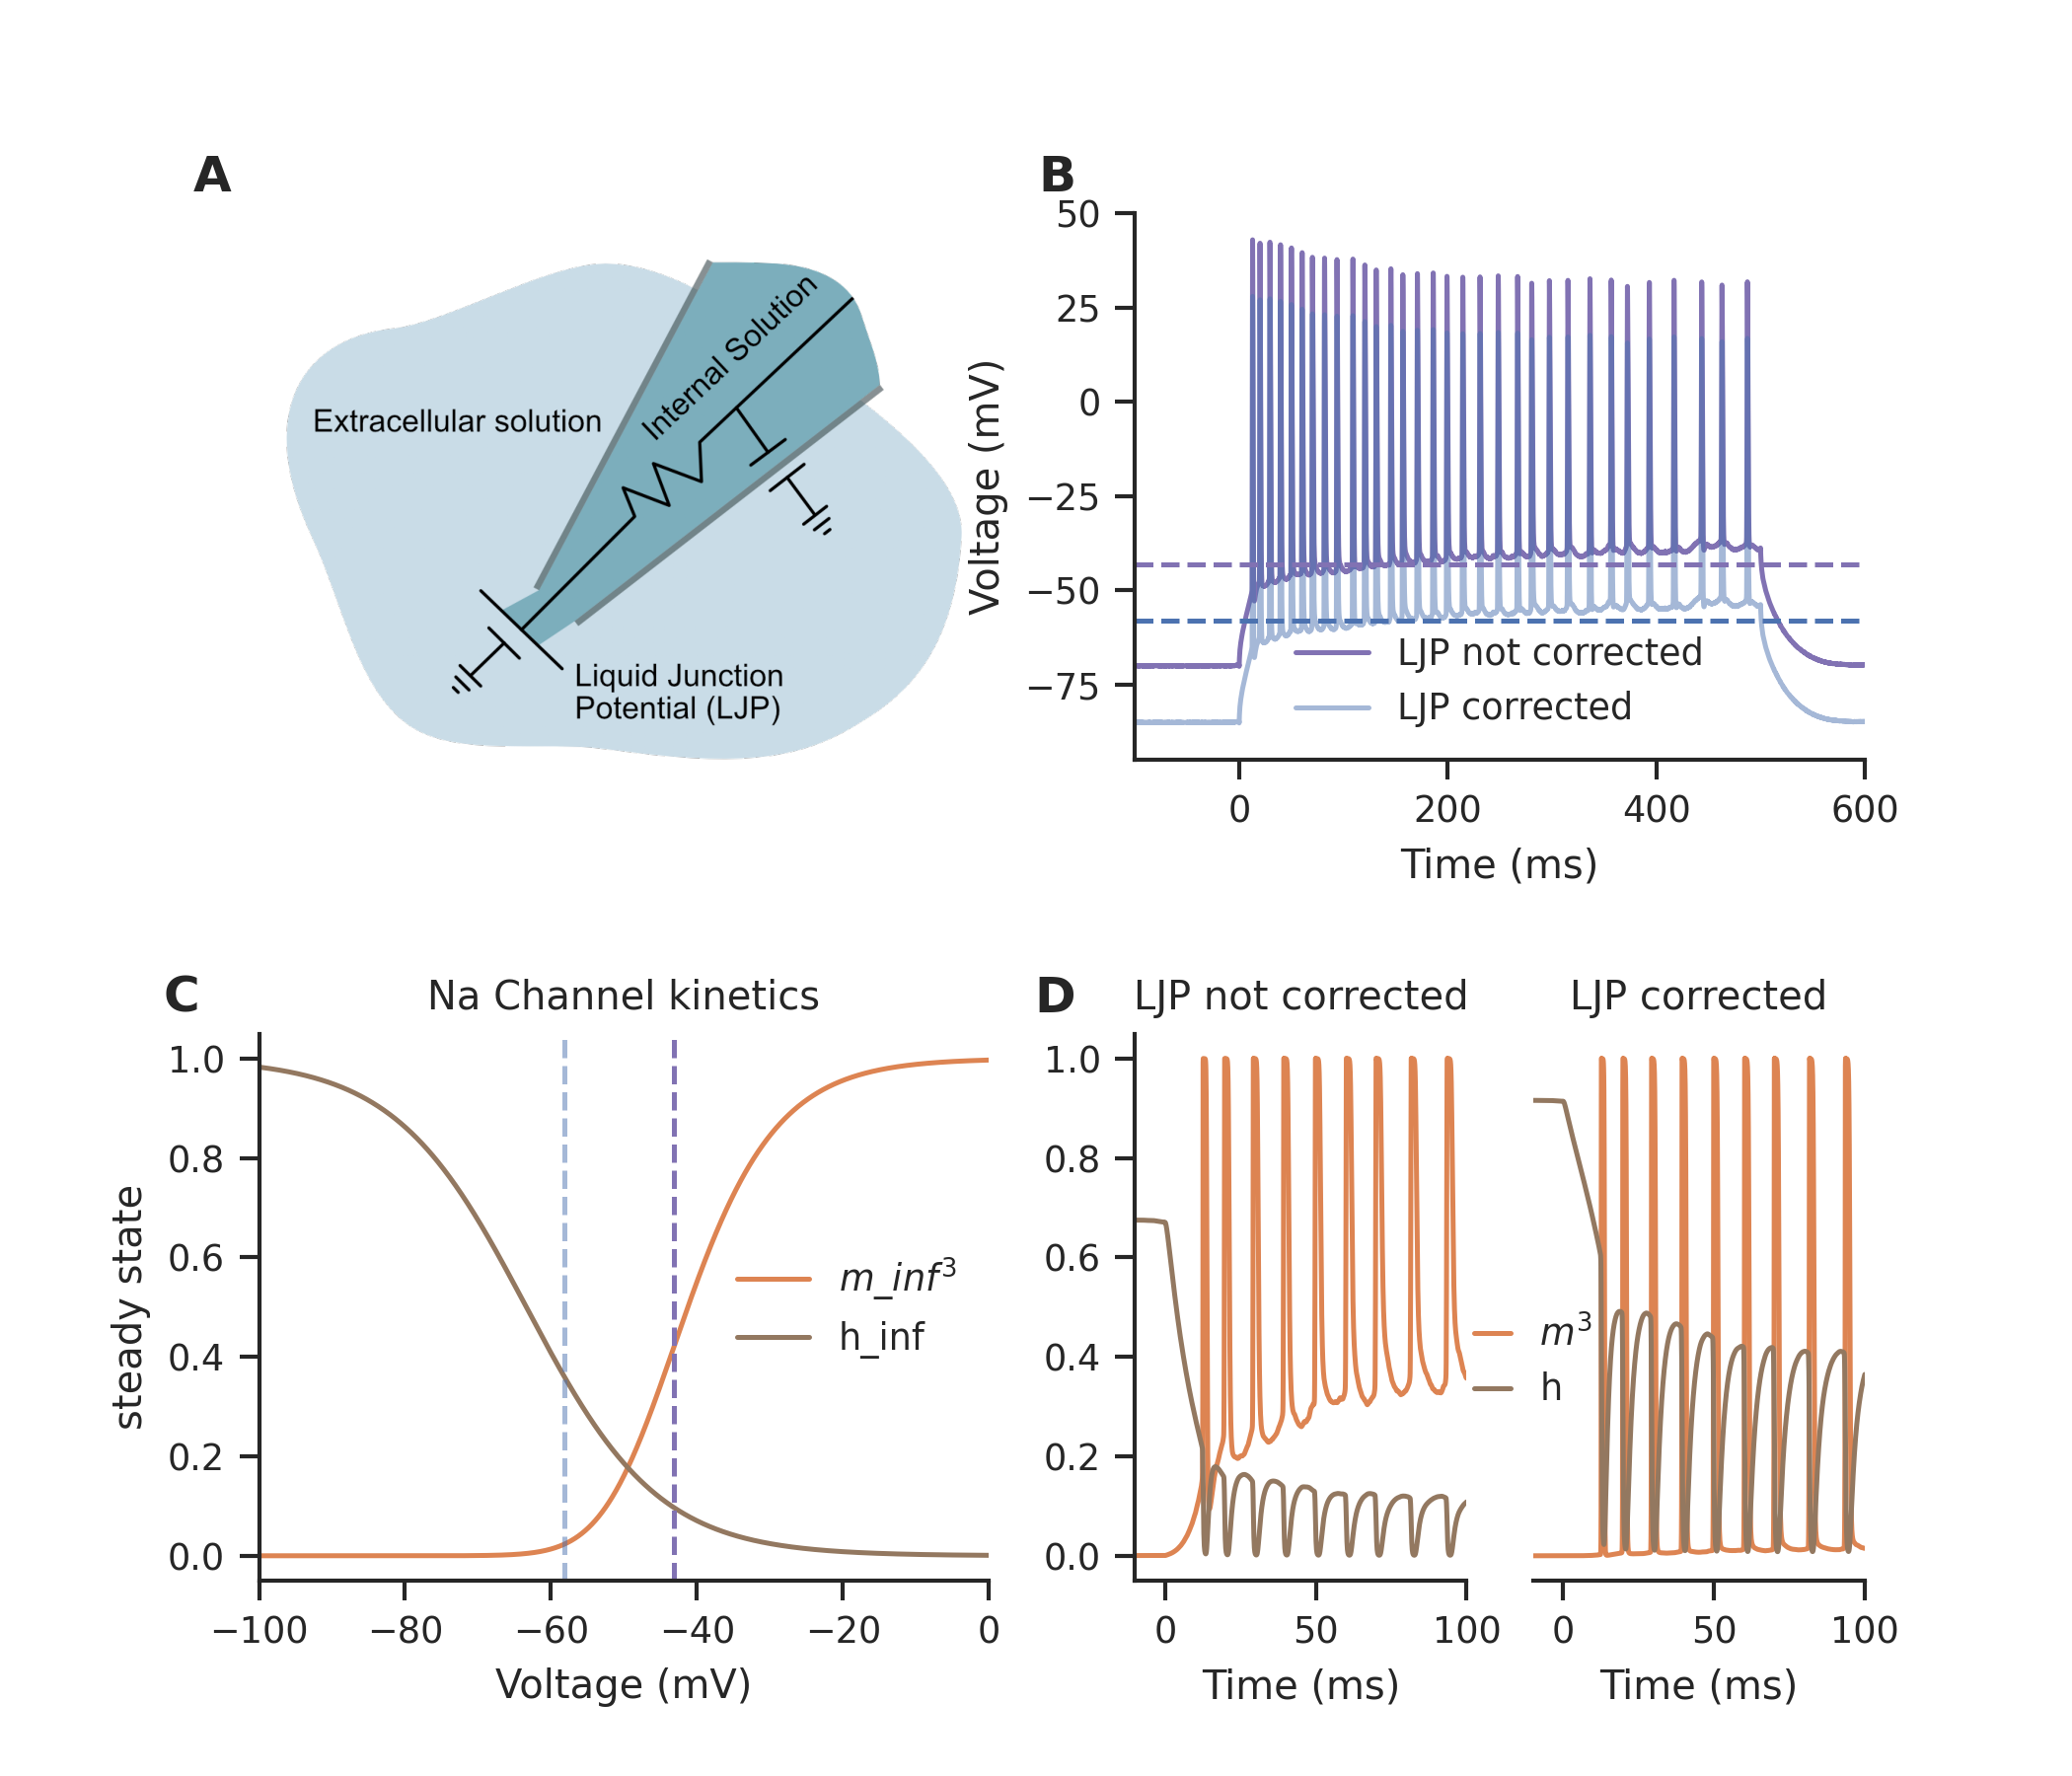 A
Extracellular solution
Internal Solution
Liquid Junction
Potential (LJP)
B
50
25
0
−25
−50
−75
Voltage (mV)
LJP not corrected
LJP corrected
0 200 400 600
Time (ms)
C
Na Channel kinetics
1.0
0.8
0.6
0.4
0.2
0.0
steady state
m_inf³
h_inf
−100 −80 −60 −40 −20 0
Voltage (mV)
D
LJP not corrected
LJP corrected
1.0
0.8
0.6
0.4
0.2
0.0
m³
h
0 50 100
0 50 100
Time (ms)
Time (ms)